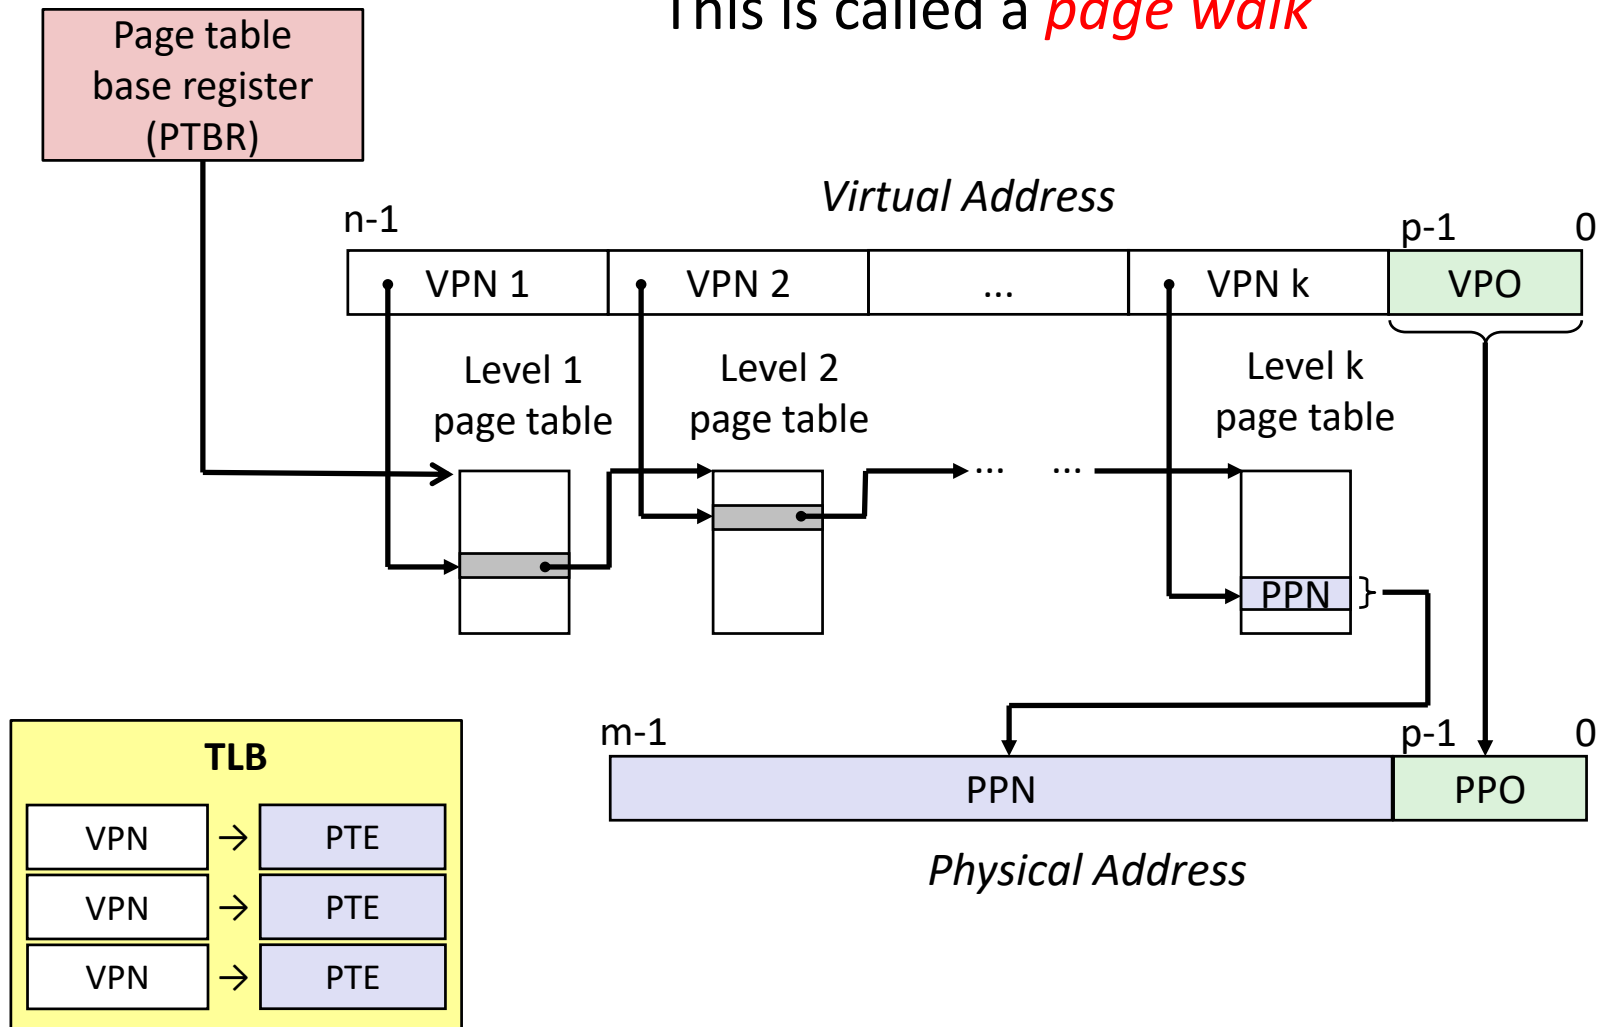 This is called a page walk
Page table
base register
(PTBR)
Virtual Address
n-1
p-1
0
VPN 1
VPN 2
...
VPN k
VPO
Level 1
page table
Level 2
page table
Level k
page table
... ...
PPN
m-1
p-1
0
PPN
PPO
Physical Address
TLB
VPN → PTE
VPN → PTE
VPN → PTE